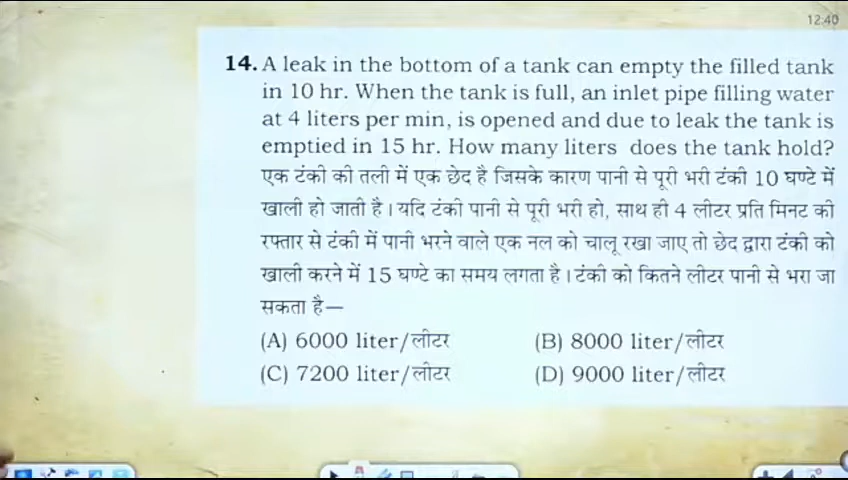 12:40
14. A leak in the bottom of a tank can empty the filled tank
in 10 hr. When the tank is full, an inlet pipe filling water
at 4 liters per min, is opened and due to leak the tank is
emptied in 15 hr. How many liters does the tank hold?
एक टंकी की तली में एक छेद है जिसके कारण पानी से पूरी भरी टंकी 10 घण्टे में
खाली हो जाती है। यदि टंकी पानी से पूरी भरी हो, साथ ही 4 लीटर प्रति मिनट की
रफ्तार से टंकी में पानी भरने वाले एक नल को चालू रखा जाए तो छेद द्वारा टंकी को
खाली करने में 15 घण्टे का समय लगता है। टंकी को कितने लीटर पानी से भरा जा
सकता है—
(A) 6000 liter/लीटर (B) 8000 liter/लीटर
(C) 7200 liter/लीटर (D) 9000 liter/लीटर